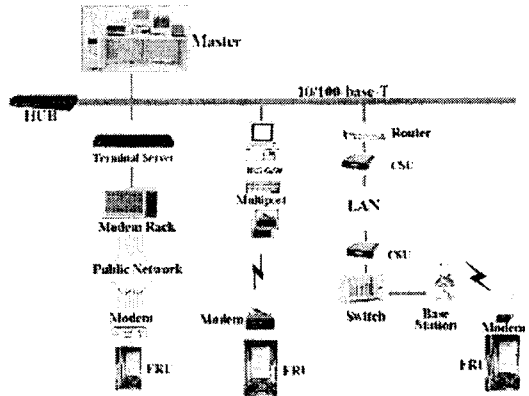 Master
10/100-base-T
HUB
Terminal Server
Router
CSU
Multiport
Modem Rack
LAN
Public Network
CSU
Switch
Base
Station
Modem
Modem
Modem
FRU
FRU
FRU